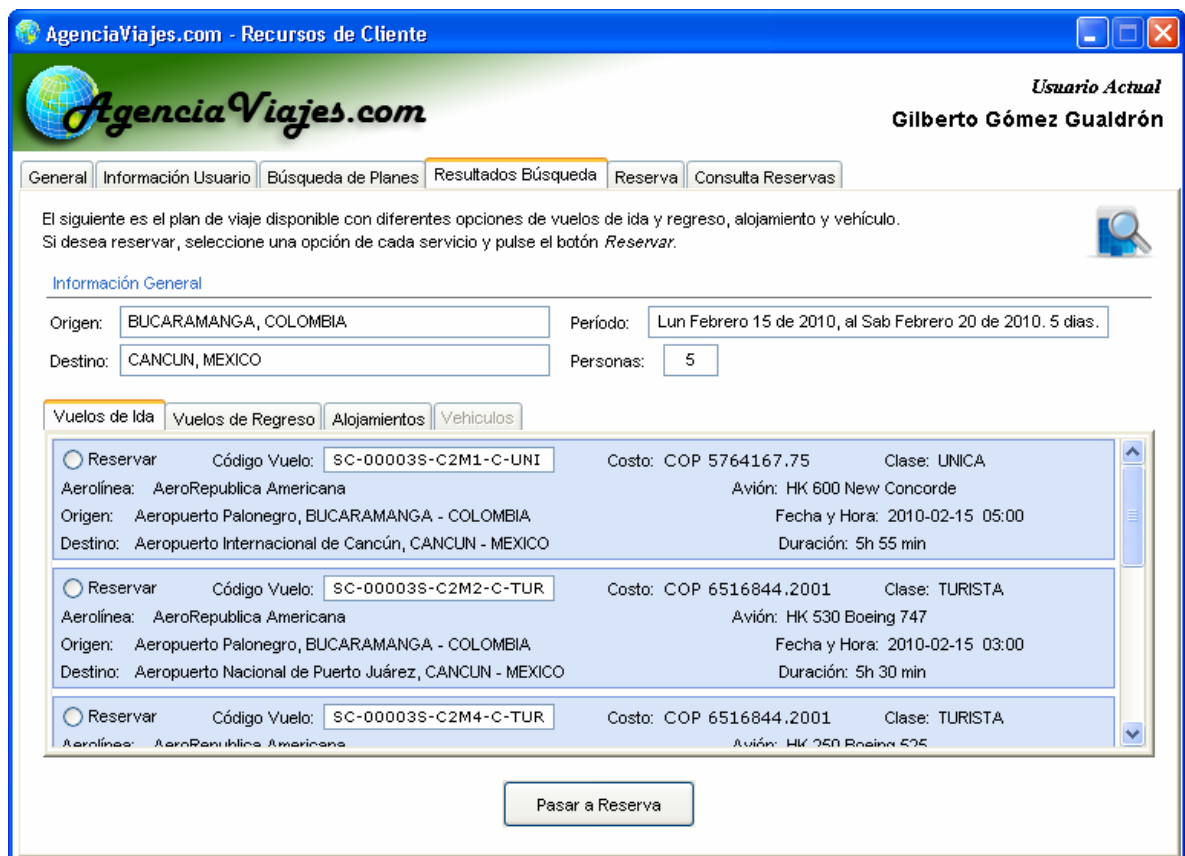 AgenciaViajes.com - Recursos de Cliente
AgenciaViajes.com
Usuario Actual
Gilberto Gómez Gualdrón
General Información Usuario Búsqueda de Planes Resultados Búsqueda Reserva Consulta Reservas
El siguiente es el plan de viaje disponible con diferentes opciones de vuelos de ida y regreso, alojamiento y vehículo.
Si desea reservar, seleccione una opción de cada servicio y pulse el botón Reservar.
Información General
Origen: BUCARAMANGA, COLOMBIA Período: Lun Febrero 15 de 2010, al Sab Febrero 20 de 2010. 5 dias.
Destino: CANCUN, MEXICO Personas: 5
Vuelos de Ida Vuelos de Regreso Alojamientos Vehiculos
Reservar Código Vuelo: SC-00003S-C2M1-C-UNI Costo: COP 5764167.75 Clase: UNICA
Aerolínea: AeroRepublica Americana Avión: HK 600 New Concorde
Origen: Aeropuerto Palonegro, BUCARAMANGA - COLOMBIA Fecha y Hora: 2010-02-15 05:00
Destino: Aeropuerto Internacional de Cancún, CANCUN - MEXICO Duración: 5h 55 min
Reservar Código Vuelo: SC-00003S-C2M2-C-TUR Costo: COP 6516844.2001 Clase: TURISTA
Aerolínea: AeroRepublica Americana Avión: HK 530 Boeing 747
Origen: Aeropuerto Palonegro, BUCARAMANGA - COLOMBIA Fecha y Hora: 2010-02-15 03:00
Destino: Aeropuerto Nacional de Puerto Juárez, CANCUN - MEXICO Duración: 5h 30 min
Reservar Código Vuelo: SC-00003S-C2M4-C-TUR Costo: COP 6516844.2001 Clase: TURISTA
Aerolínea: AeroRepublica Americana Avión: HK 250 Boeing 525
Pasar a Reserva